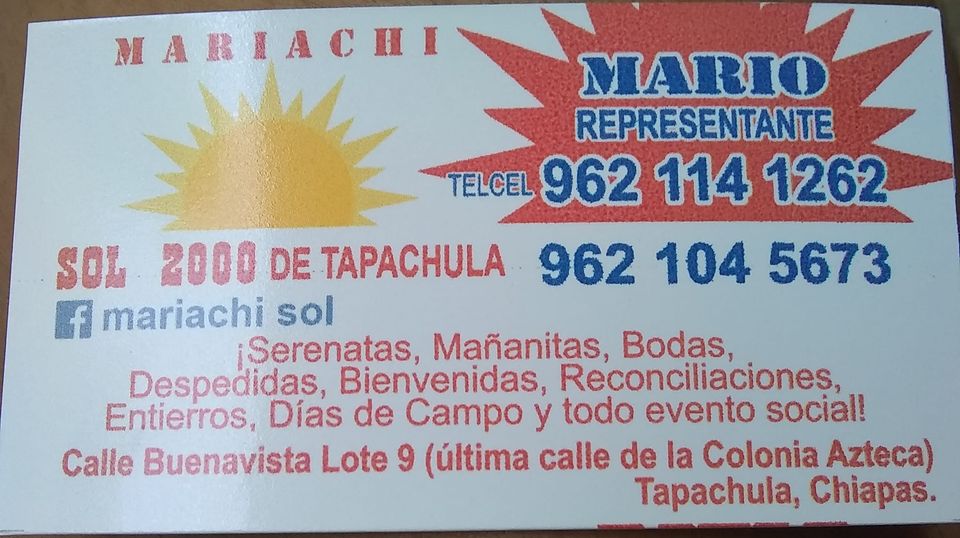 MARIACHI
MARIO
REPRESENTANTE
TELCEL 962 114 1262
SOL 2000 DE TAPACHULA 962 104 5673
mariachi sol
¡Serenatas, Mañanitas, Bodas,
Despedidas, Bienvenidas, Reconciliaciones,
Entierros, Días de Campo y todo evento social!
Calle Buenavista Lote 9 (última calle de la Colonia Azteca)
Tapachula, Chiapas.